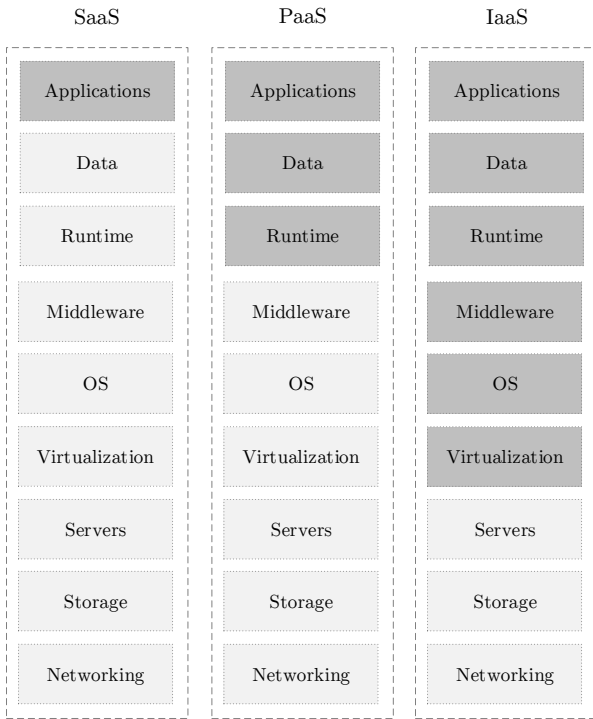 SaaS
PaaS
IaaS
Applications
Data
Runtime
Middleware
OS
Virtualization
Servers
Storage
Networking
Applications
Data
Runtime
Middleware
OS
Virtualization
Servers
Storage
Networking
Applications
Data
Runtime
Middleware
OS
Virtualization
Servers
Storage
Networking